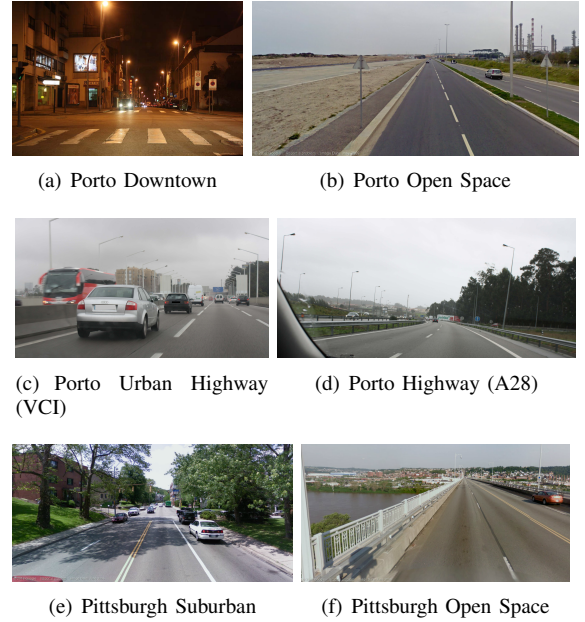 (a) Porto Downtown
(b) Porto Open Space
(c) Porto Urban Highway
(VCI)
(d) Porto Highway (A28)
(e) Pittsburgh Suburban
(f) Pittsburgh Open Space